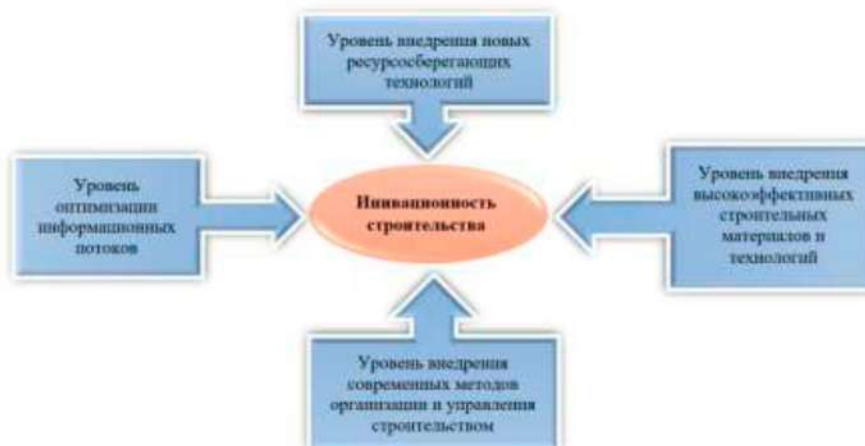 Уровень внедрения новых
ресурсосберегающих
технологий
Уровень
оптимизации
информационных
потоков
Инивационность
строительства
Уровень внедрения
высокоэффективных
строительных
материалов и
технологий
Уровень внедрения
современных методов
организации и управления
строительством